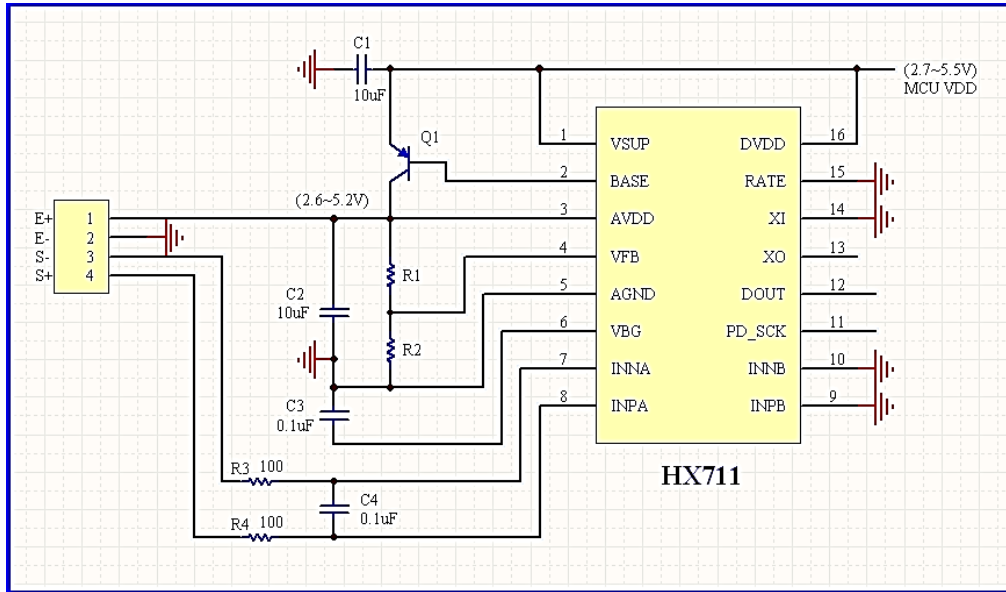 C1
10uF
(2.7~5.5V)
MCU VDD
Q1
1 VSUP DVDD 16
2 BASE RATE 15
(2.6~5.2V)
3 AVDD XI 14
4 VFB XO 13
5 AGND DOUT 12
6 VBG PD_SCK 11
7 INNA INNB 10
8 INPA INPB 9
HX711
E+ 1
E- 2
S- 3
S+ 4
R1
C2
10uF
R2
C3
0.1uF
R3 100
C4
0.1uF
R4 100